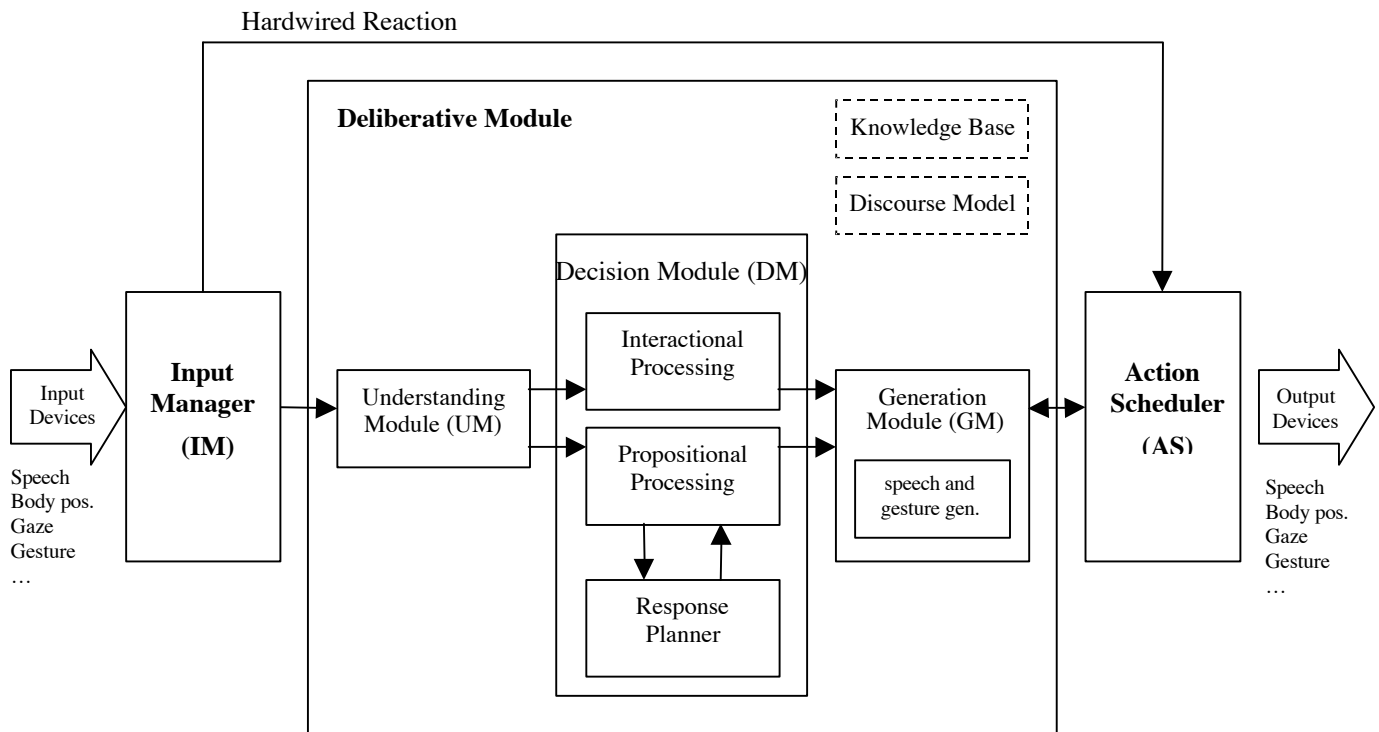 Hardwired Reaction
Deliberative Module
Knowledge Base
Discourse Model
Decision Module (DM)
Interactional
Processing
Input
Manager
(IM)
Input
Devices
Understanding
Module (UM)
Generation
Module (GM)
Action
Scheduler
(AS)
Output
Devices
Propositional
Processing
speech and
gesture gen.
Speech
Body pos.
Gaze
Gesture
…
Speech
Body pos.
Gaze
Gesture
…
Response
Planner